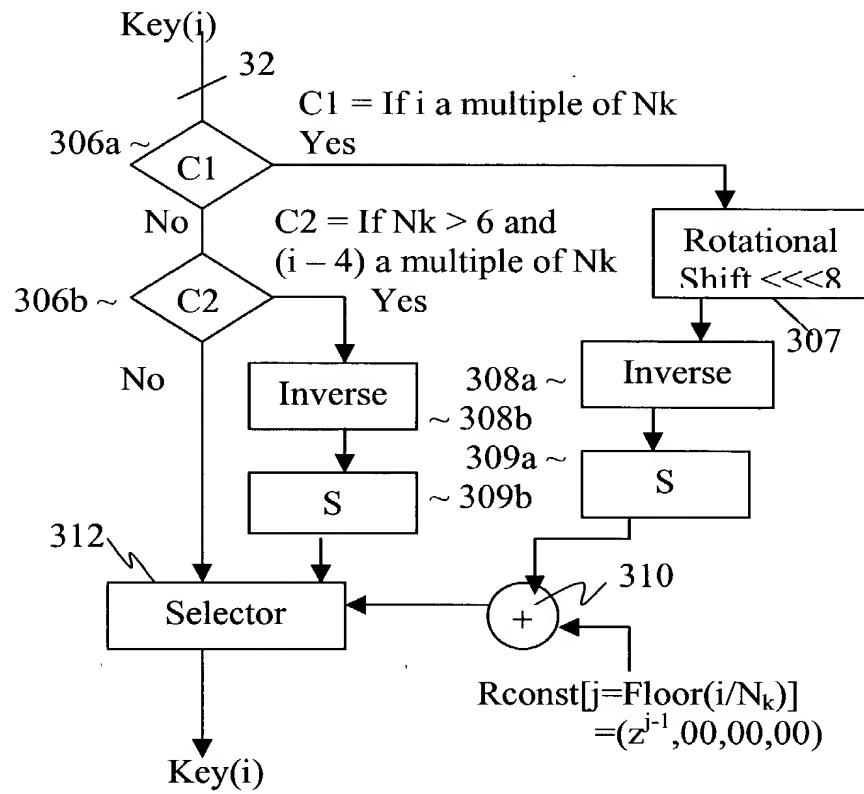 Key(i)
32
C1 = If i a multiple of Nk
306a ~
C1
Yes
No
C2 = If Nk > 6 and
(i – 4) a multiple of Nk
Rotational
Shift <<<8
306b ~
C2
Yes
307
No
Inverse
~ 308b
308a ~
Inverse
309a ~
S
~ 309b
S
312
310
Selector
+
Rconst[j=Floor(i/Nk)]
=(z^j-1,00,00,00)
Key(i)